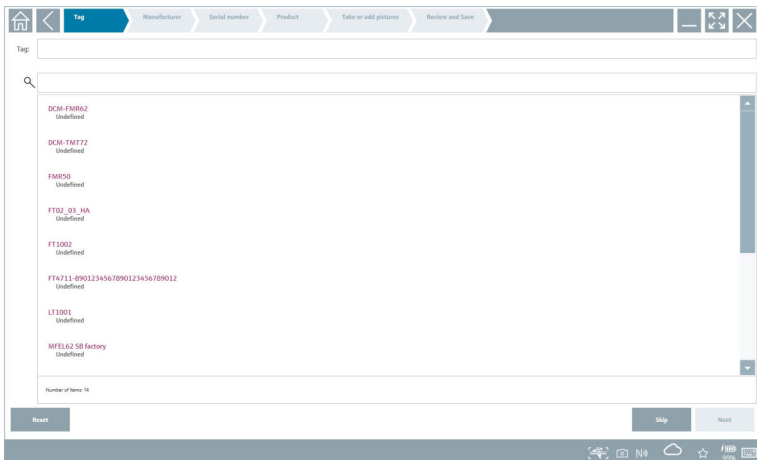 Tag
Manufacturer
Serial number
Product
Take or add pictures
Review and Save
Tag:
DCM-FMR62
Undefined
DCM-TMT72
Undefined
FMR50
Undefined
FT02_03_HA
Undefined
FT1002
Undefined
FT4711-8901234567890123456789012
Undefined
LT1001
Undefined
MFEL62 SB factory
Undefined
Number of Items: 14
Reset
Skip
Next
99%